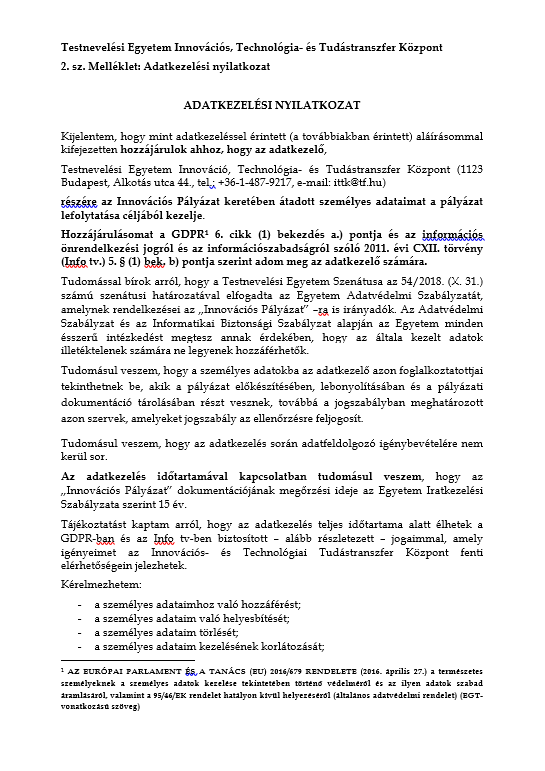 Testnevelési Egyetem Innovációs, Technológia- és Tudástranszfer Központ
2. sz. Melléklet: Adatkezelési nyilatkozat
ADATKEZELÉSI NYILATKOZAT
Kijelentem, hogy mint adatkezeléssel érintett (a továbbiakban érintett) aláírásommal
kifejezetten hozzájárulok ahhoz, hogy az adatkezelő,
Testnevelési Egyetem Innováció, Technológia- és Tudástranszfer Központ (1123
Budapest, Alkotás utca 44., tel.: +36-1-487-9217, e-mail: ittk@tf.hu)
részére az Innovációs Pályázat keretében átadott személyes adataimat a pályázat
lefolytatása céljából kezelje.
Hozzájárulásomat a GDPR¹ 6. cikk (1) bekezdés a.) pontja és az információs
önrendelkezési jogról és az információszabadságról szóló 2011. évi CXII. törvény
(Info tv.) 5. § (1) bek. b) pontja szerint adom meg az adatkezelő számára.
Tudomással bírok arról, hogy a Testnevelési Egyetem Szenátusa az 54/2018. (X. 31.)
számú szenátusi határozatával elfogadta az Egyetem Adatvédelmi Szabályzatát,
amelynek rendelkezései az „Innovációs Pályázat” –ra is irányadók. Az Adatvédelmi
Szabályzat és az Informatikai Biztonsági Szabályzat alapján az Egyetem minden
ésszerű intézkedést megtesz annak érdekében, hogy az általa kezelt adatok
illetéktelenek számára ne legyenek hozzáférhetők.
Tudomásul veszem, hogy a személyes adatokba az adatkezelő azon foglalkoztatottjai
tekinthetnek be, akik a pályázat előkészítésében, lebonyolításában és a pályázati
dokumentáció tárolásában részt vesznek, továbbá a jogszabályban meghatározott
azon szervek, amelyeket jogszabály az ellenőrzésre feljogosít.
Tudomásul veszem, hogy az adatkezelés során adatfeldolgozó igénybevételére nem
kerül sor.
Az adatkezelés időtartamával kapcsolatban tudomásul veszem, hogy az
„Innovációs Pályázat” dokumentációjának megőrzési ideje az Egyetem Iratkezelési
Szabályzata szerint 15 év.
Tájékoztatást kaptam arról, hogy az adatkezelés teljes időtartama alatt élhetek a
GDPR-ban és az Info tv-ben biztosított – alább részletezett – jogaimmal, amely
igényeimet az Innovációs- és Technológiai Tudástranszfer Központ fenti
elérhetőségein jelezhetek.
Kérelmezhetem:
- a személyes adataimhoz való hozzáférést;
- a személyes adataim való helyesbítését;
- a személyes adataim törlését;
- a személyes adataim kezelésének korlátozását;
¹ AZ EURÓPAI PARLAMENT ÉS A TANÁCS (EU) 2016/679 RENDELETE (2016. április 27.) a természetes
személyeknek a személyes adatok kezelése tekintetében történő védelméről és az ilyen adatok szabad
áramlásáról, valamint a 95/46/EK rendelet hatályon kívül helyezéséről (általános adatvédelmi rendelet) (EGT-
vonatkozású szöveg)